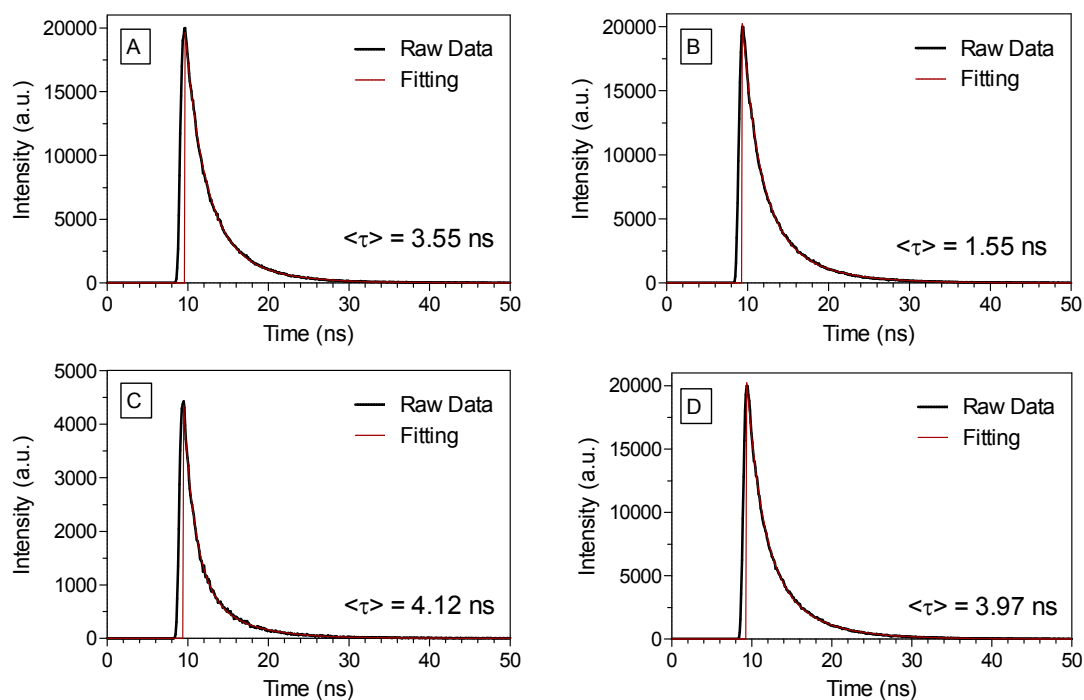 A
Raw Data
Fitting
<τ> = 3.55 ns
Intensity (a.u.)
20000
15000
10000
5000
0
0 10 20 30 40 50
Time (ns)
B
Raw Data
Fitting
<τ> = 1.55 ns
Intensity (a.u.)
20000
15000
10000
5000
0
0 10 20 30 40 50
Time (ns)
C
Raw Data
Fitting
<τ> = 4.12 ns
Intensity (a.u.)
5000
4000
3000
2000
1000
0
0 10 20 30 40 50
Time (ns)
D
Raw Data
Fitting
<τ> = 3.97 ns
Intensity (a.u.)
20000
15000
10000
5000
0
0 10 20 30 40 50
Time (ns)